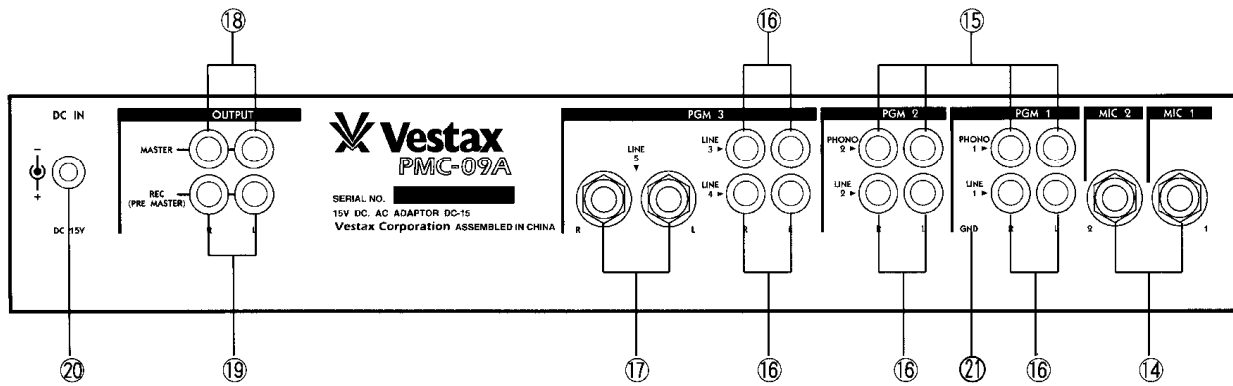 ⑱ ⑯ ⑮
DC IN OUTPUT PGM 3 PGM 2 PGM 1 MIC 2 MIC 1
Vestax
PMC-09A
MASTER
REC
(PRE MASTER)
R L
− +
DC 15V
SERIAL NO.
15V DC. AC ADAPTOR DC-15
Vestax Corporation ASSEMBLED IN CHINA
LINE
5
R L
LINE
3
LINE
4
R L
PHONO
2
LINE
2
R L
PHONO
1
LINE
1
GND R L
2 1
⑳ ⑲ ⑰ ⑯ ⑯ ㉑ ⑯ ⑭